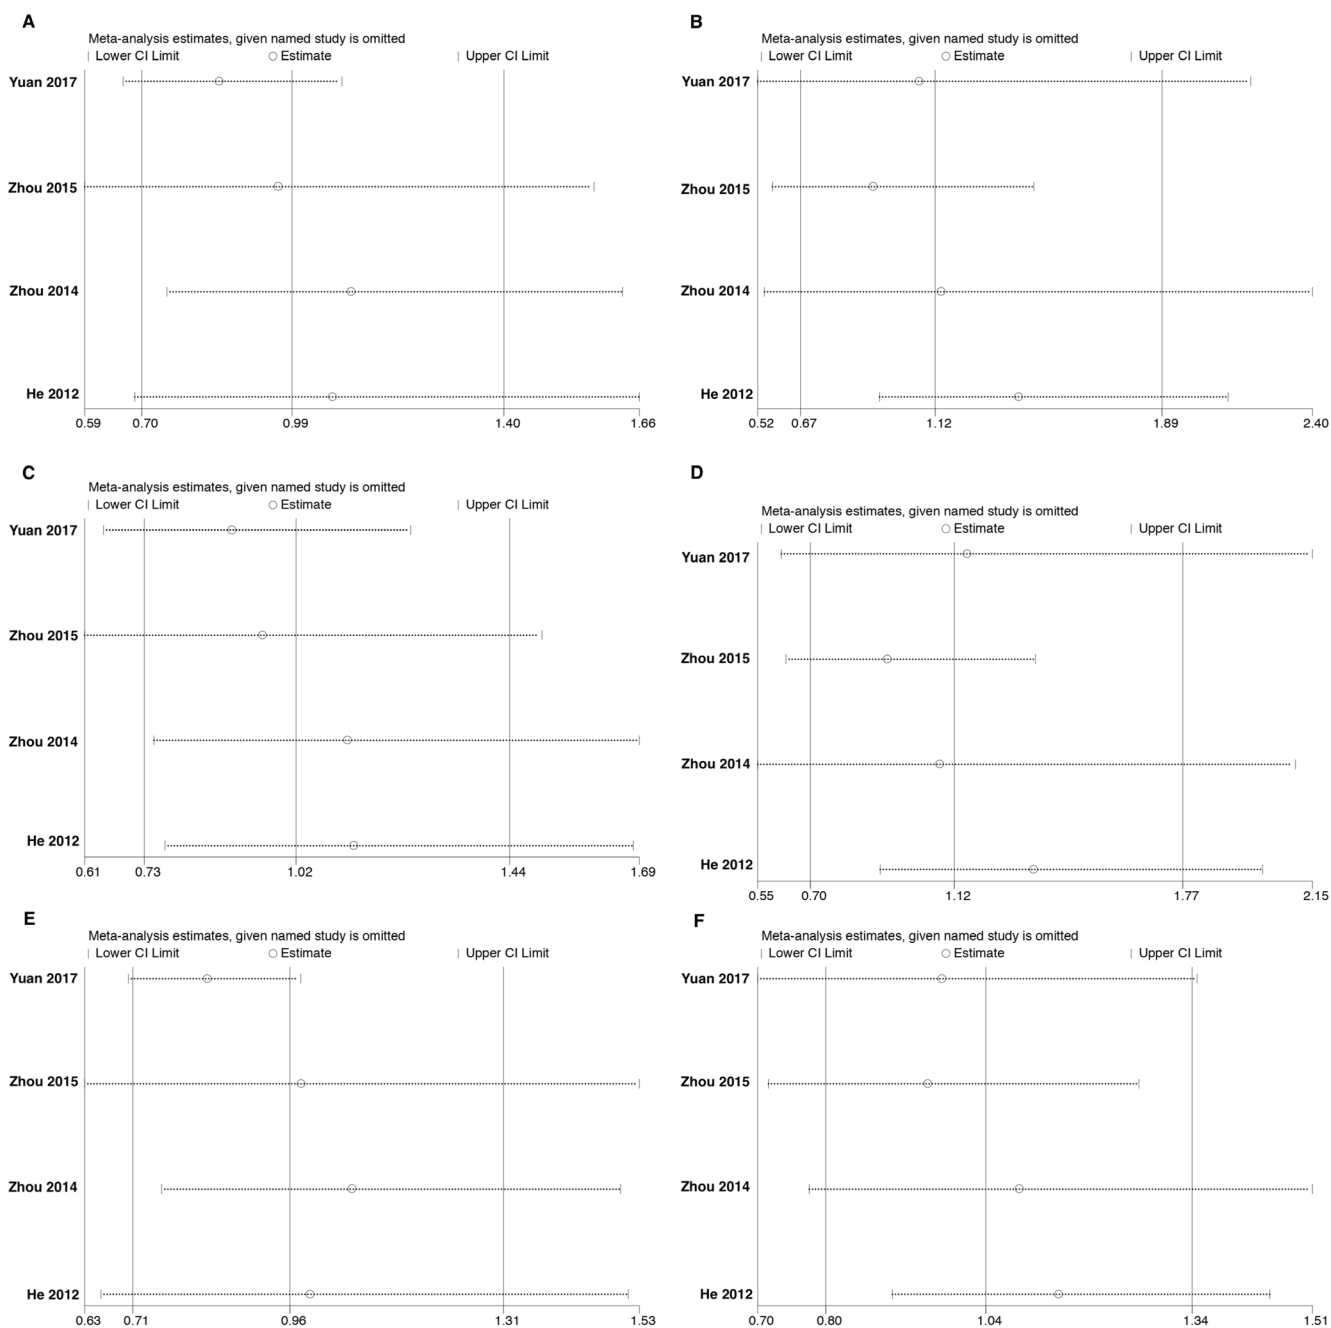 A
Meta-analysis estimates, given named study is omitted
Lower CI Limit Estimate Upper CI Limit
Yuan 2017
Zhou 2015
Zhou 2014
He 2012
0.59 0.70 0.99 1.40 1.66
B
Meta-analysis estimates, given named study is omitted
Lower CI Limit Estimate Upper CI Limit
Yuan 2017
Zhou 2015
Zhou 2014
He 2012
0.52 0.67 1.12 1.89 2.40
C
Meta-analysis estimates, given named study is omitted
Lower CI Limit Estimate Upper CI Limit
Yuan 2017
Zhou 2015
Zhou 2014
He 2012
0.61 0.73 1.02 1.44 1.69
D
Meta-analysis estimates, given named study is omitted
Lower CI Limit Estimate Upper CI Limit
Yuan 2017
Zhou 2015
Zhou 2014
He 2012
0.55 0.70 1.12 1.77 2.15
E
Meta-analysis estimates, given named study is omitted
Lower CI Limit Estimate Upper CI Limit
Yuan 2017
Zhou 2015
Zhou 2014
He 2012
0.63 0.71 0.96 1.31 1.53
F
Meta-analysis estimates, given named study is omitted
Lower CI Limit Estimate Upper CI Limit
Yuan 2017
Zhou 2015
Zhou 2014
He 2012
0.70 0.80 1.04 1.34 1.51